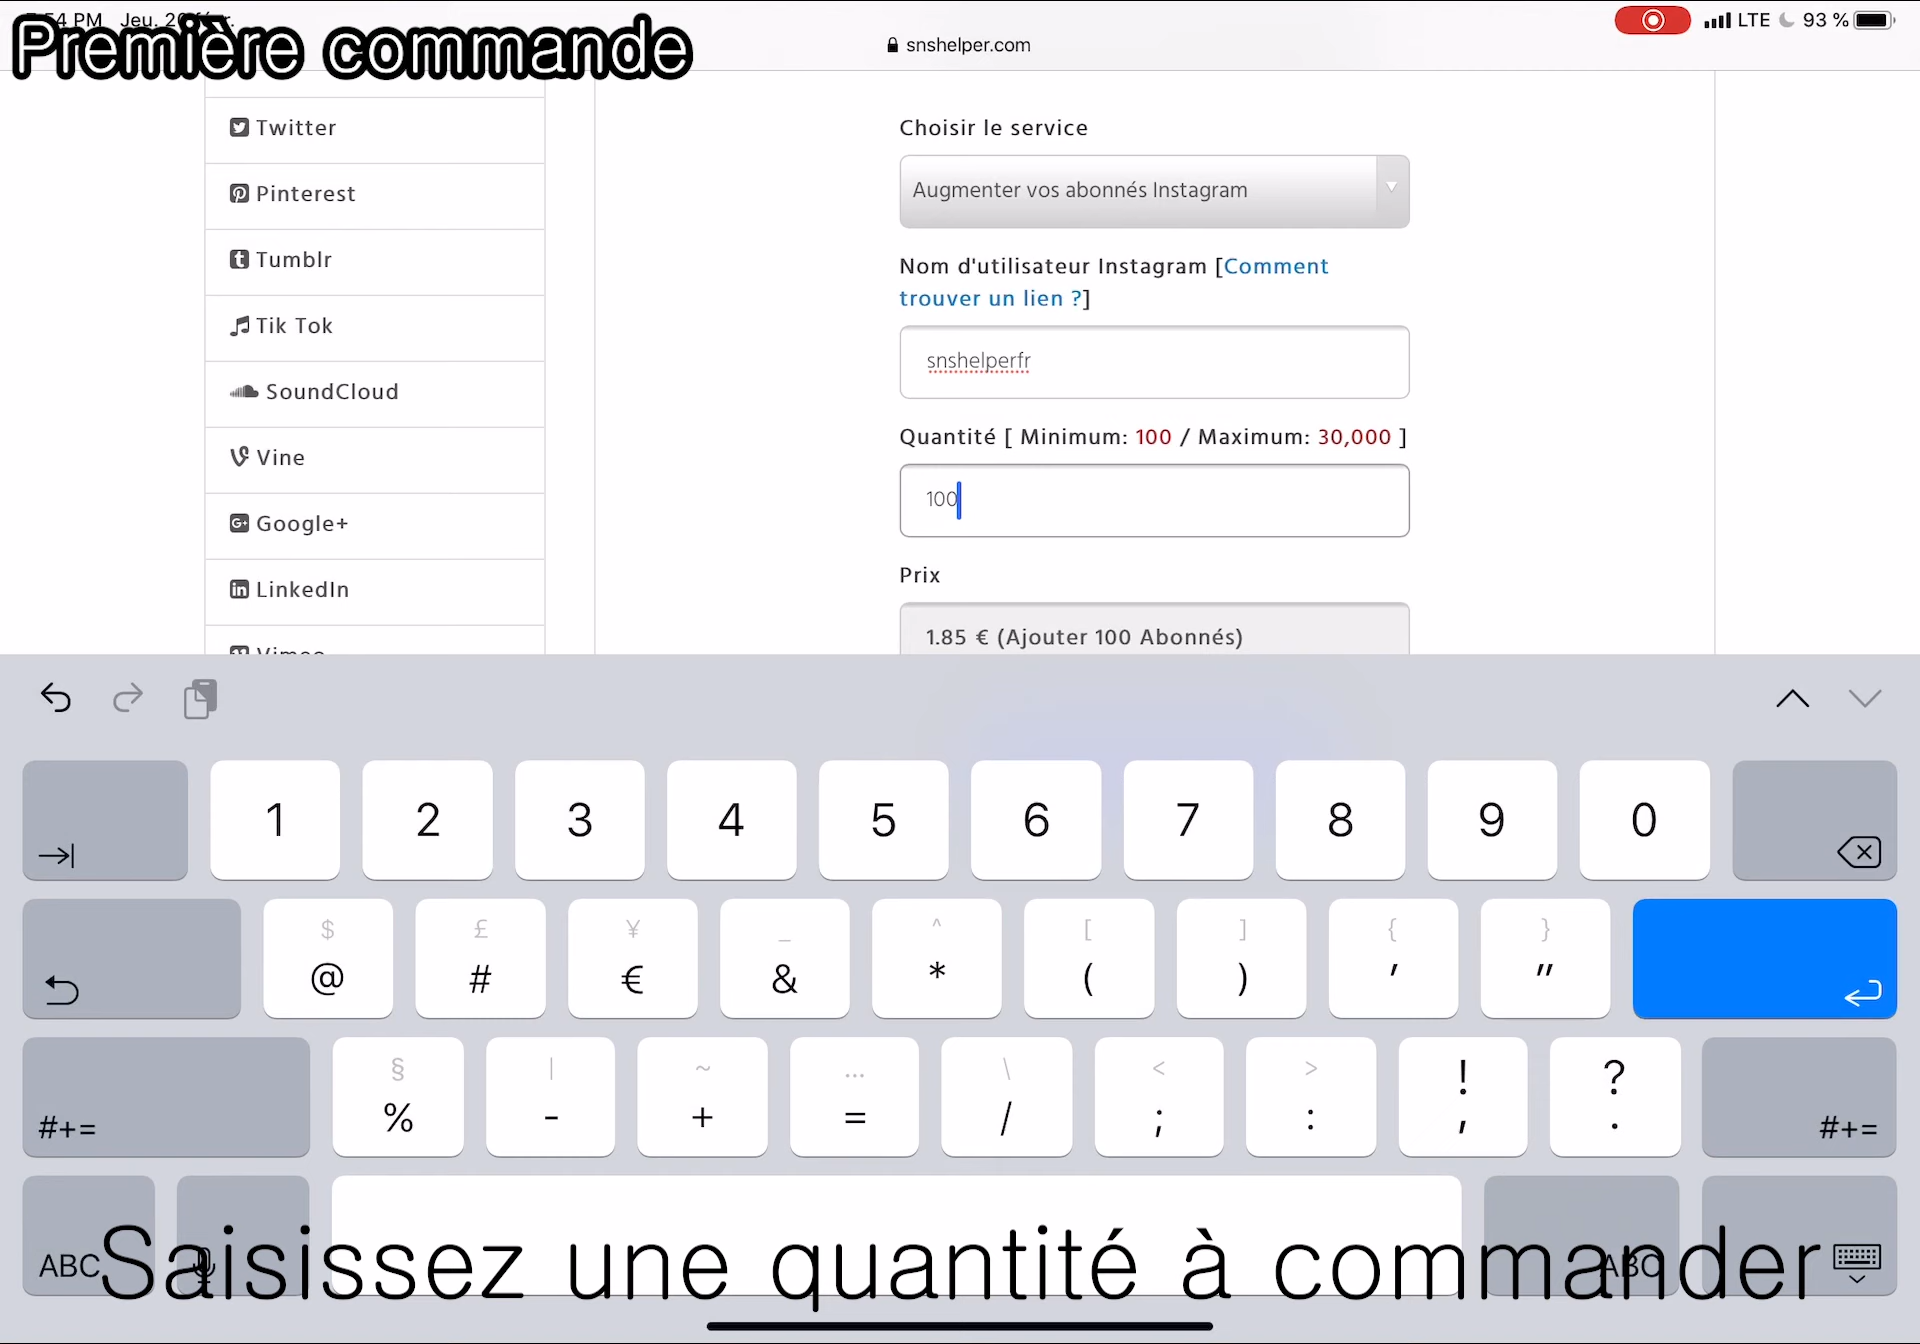 Première commande
snshelper.com
LTE
93 %
Twitter
Pinterest
Tumblr
Tik Tok
SoundCloud
Vine
Google+
LinkedIn
Choisir le service
Augmenter vos abonnés Instagram
Nom d'utilisateur Instagram [Comment
trouver un lien ?]
snshelperfr
Quantité [ Minimum: 100 / Maximum: 30,000 ]
100
Prix
1.85 € (Ajouter 100 Abonnés)
1 2 3 4 5 6 7 8 9 0
$ £ ¥ _ ^ [ ] { }
@ # € & * ( ) ' "
§ | ~ ... \ < > ! ?
#+= % - + = / ; : , . #+=
ABC ABC
Saisissez une quantité à commander